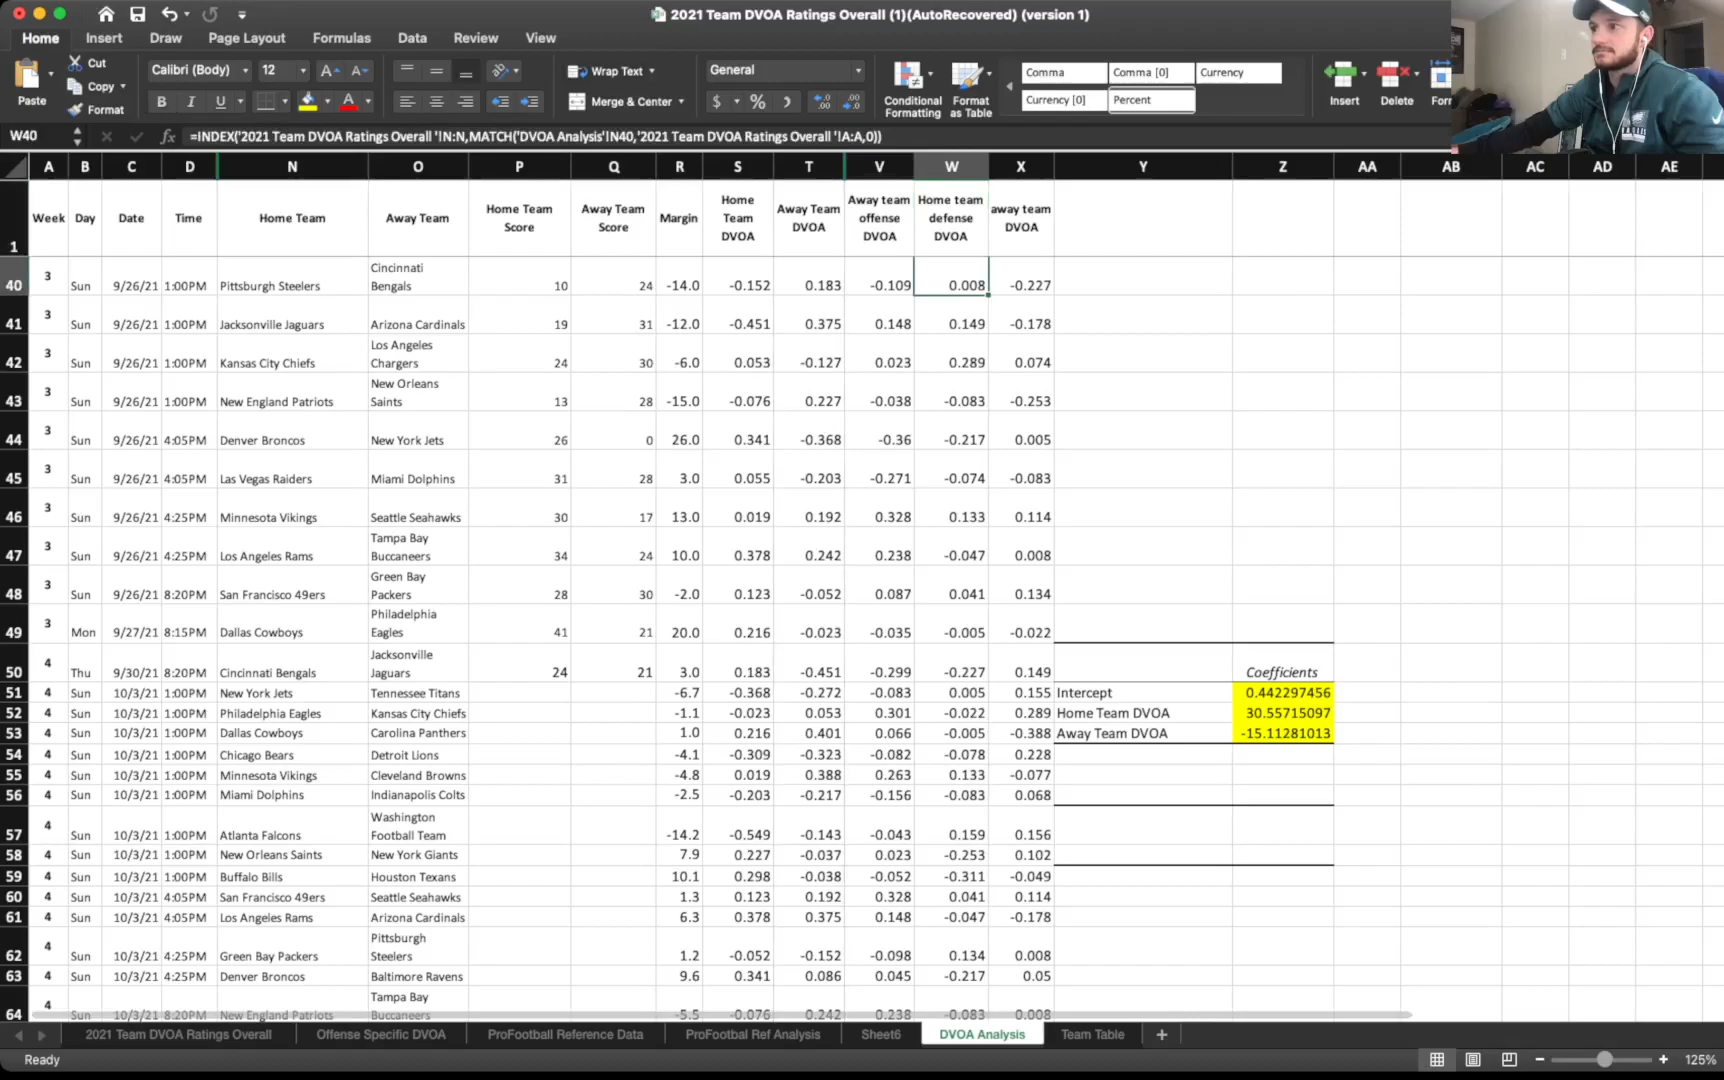 2021 Team DVOA Ratings Overall (1)(AutoRecovered) (version 1)
Home Insert Draw Page Layout Formulas Data Review View
Paste Cut Copy Format
Calibri (Body) 12
Wrap Text
Merge & Center
General
Conditional Formatting
Format as Table
Comma Comma [0] Currency
Currency [0] Percent
Insert Delete Forr
W40 fx =INDEX('2021 Team DVOA Ratings Overall '!N:N,MATCH('DVOA Analysis'!N40,'2021 Team DVOA Ratings Overall '!A:A,0))
A B C D N O P Q R S T V W X Y Z AA AB AC AD AE
1 Week Day Date Time Home Team Away Team Home Team Score Away Team Score Margin Home Team DVOA Away Team DVOA Away team offense DVOA Home team defense DVOA away team DVOA
40 3 Sun 9/26/21 1:00PM Pittsburgh Steelers Cincinnati Bengals 10 24 -14.0 -0.152 0.183 -0.109 0.008 -0.227
41 3 Sun 9/26/21 1:00PM Jacksonville Jaguars Arizona Cardinals 19 31 -12.0 -0.451 0.375 0.148 0.149 -0.178
42 3 Sun 9/26/21 1:00PM Kansas City Chiefs Los Angeles Chargers 24 30 -6.0 0.053 -0.127 0.023 0.289 0.074
43 3 Sun 9/26/21 1:00PM New England Patriots New Orleans Saints 13 28 -15.0 -0.076 0.227 -0.038 -0.083 -0.253
44 3 Sun 9/26/21 4:05PM Denver Broncos New York Jets 26 0 26.0 0.341 -0.368 -0.36 -0.217 0.005
45 3 Sun 9/26/21 4:05PM Las Vegas Raiders Miami Dolphins 31 28 3.0 0.055 -0.203 -0.271 -0.074 -0.083
46 3 Sun 9/26/21 4:25PM Minnesota Vikings Seattle Seahawks 30 17 13.0 0.019 0.192 0.328 0.133 0.114
47 3 Sun 9/26/21 4:25PM Los Angeles Rams Tampa Bay Buccaneers 34 24 10.0 0.378 0.242 0.238 -0.047 0.008
48 3 Sun 9/26/21 8:20PM San Francisco 49ers Green Bay Packers 28 30 -2.0 0.123 -0.052 0.087 0.041 0.134
49 3 Mon 9/27/21 8:15PM Dallas Cowboys Philadelphia Eagles 41 21 20.0 0.216 -0.023 -0.035 -0.005 -0.022
50 4 Thu 9/30/21 8:20PM Cincinnati Bengals Jacksonville Jaguars 24 21 3.0 0.183 -0.451 -0.299 -0.227 0.149 Coefficients
51 4 Sun 10/3/21 1:00PM New York Jets Tennessee Titans -6.7 -0.368 -0.272 -0.083 0.005 0.155 Intercept 0.442297456
52 4 Sun 10/3/21 1:00PM Philadelphia Eagles Kansas City Chiefs -1.1 -0.023 0.053 0.301 -0.022 0.289 Home Team DVOA 30.55715097
53 4 Sun 10/3/21 1:00PM Dallas Cowboys Carolina Panthers 1.0 0.216 0.401 0.066 -0.005 -0.388 Away Team DVOA -15.11281013
54 4 Sun 10/3/21 1:00PM Chicago Bears Detroit Lions -4.1 -0.309 -0.323 -0.082 -0.078 0.228
55 4 Sun 10/3/21 1:00PM Minnesota Vikings Cleveland Browns -4.8 0.019 0.388 0.263 0.133 -0.077
56 4 Sun 10/3/21 1:00PM Miami Dolphins Indianapolis Colts -2.5 -0.203 -0.217 -0.156 -0.083 0.068
57 4 Sun 10/3/21 1:00PM Atlanta Falcons Washington Football Team -14.2 -0.549 -0.143 -0.043 0.159 0.156
58 4 Sun 10/3/21 1:00PM New Orleans Saints New York Giants 7.9 0.227 -0.037 0.023 -0.253 0.102
59 4 Sun 10/3/21 1:00PM Buffalo Bills Houston Texans 10.1 0.298 -0.038 -0.052 -0.311 -0.049
60 4 Sun 10/3/21 4:05PM San Francisco 49ers Seattle Seahawks 1.3 0.123 0.192 0.328 0.041 0.114
61 4 Sun 10/3/21 4:05PM Los Angeles Rams Arizona Cardinals 6.3 0.378 0.375 0.148 -0.047 -0.178
62 4 Sun 10/3/21 4:25PM Green Bay Packers Pittsburgh Steelers 1.2 -0.052 -0.152 -0.098 0.134 0.008
63 4 Sun 10/3/21 4:25PM Denver Broncos Baltimore Ravens 9.6 0.341 0.086 0.045 -0.217 0.05
64 4 Sun 10/3/21 8:20PM New England Patriots Tampa Bay Buccaneers -5.5 -0.076 0.242 0.238 -0.083 0.008
2021 Team DVOA Ratings Overall Offense Specific DVOA ProFootball Reference Data ProFootbal Ref Analysis Sheet6 DVOA Analysis Team Table +
Ready 125%